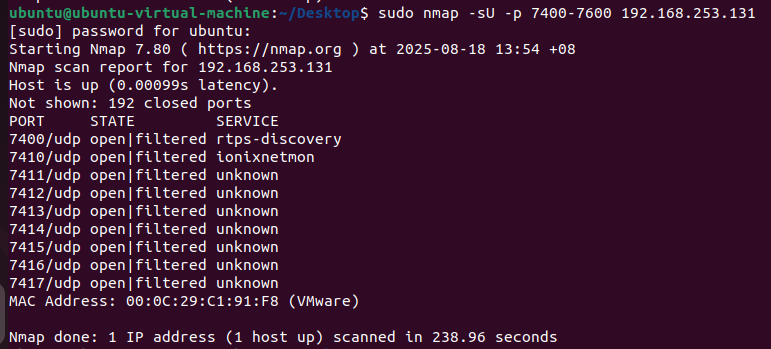 ubuntu@ubuntu-virtual-machine:~/Desktop$ sudo nmap -sU -p 7400-7600 192.168.253.131
[sudo] password for ubuntu:
Starting Nmap 7.80 ( https://nmap.org ) at 2025-08-18 13:54 +08
Nmap scan report for 192.168.253.131
Host is up (0.00099s latency).
Not shown: 192 closed ports
PORT     STATE         SERVICE
7400/udp open|filtered rtps-discovery
7410/udp open|filtered ionixnetmon
7411/udp open|filtered unknown
7412/udp open|filtered unknown
7413/udp open|filtered unknown
7414/udp open|filtered unknown
7415/udp open|filtered unknown
7416/udp open|filtered unknown
7417/udp open|filtered unknown
MAC Address: 00:0C:29:C1:91:F8 (VMware)
Nmap done: 1 IP address (1 host up) scanned in 238.96 seconds